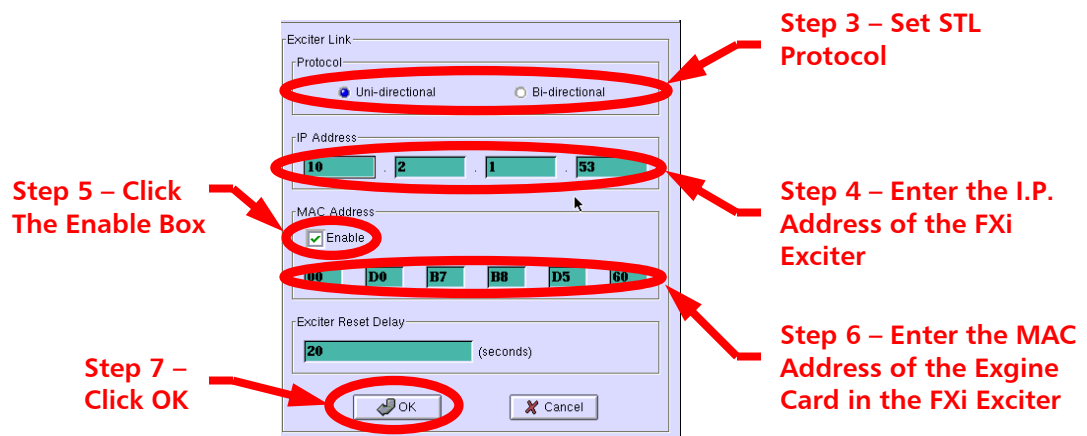 Step 3 – Set STL
Protocol
Exciter Link
Protocol
Uni-directional
Bi-directional
IP Address
10 . 2 . 1 . 53
Step 5 – Click
The Enable Box
Step 4 – Enter the I.P.
Address of the FXi
Exciter
MAC Address
Enable
00 D0 B7 B8 D5 60
Exciter Reset Delay
20 (seconds)
Step 6 – Enter the MAC
Address of the Exgine
Card in the FXi Exciter
Step 7 –
Click OK
OK
Cancel